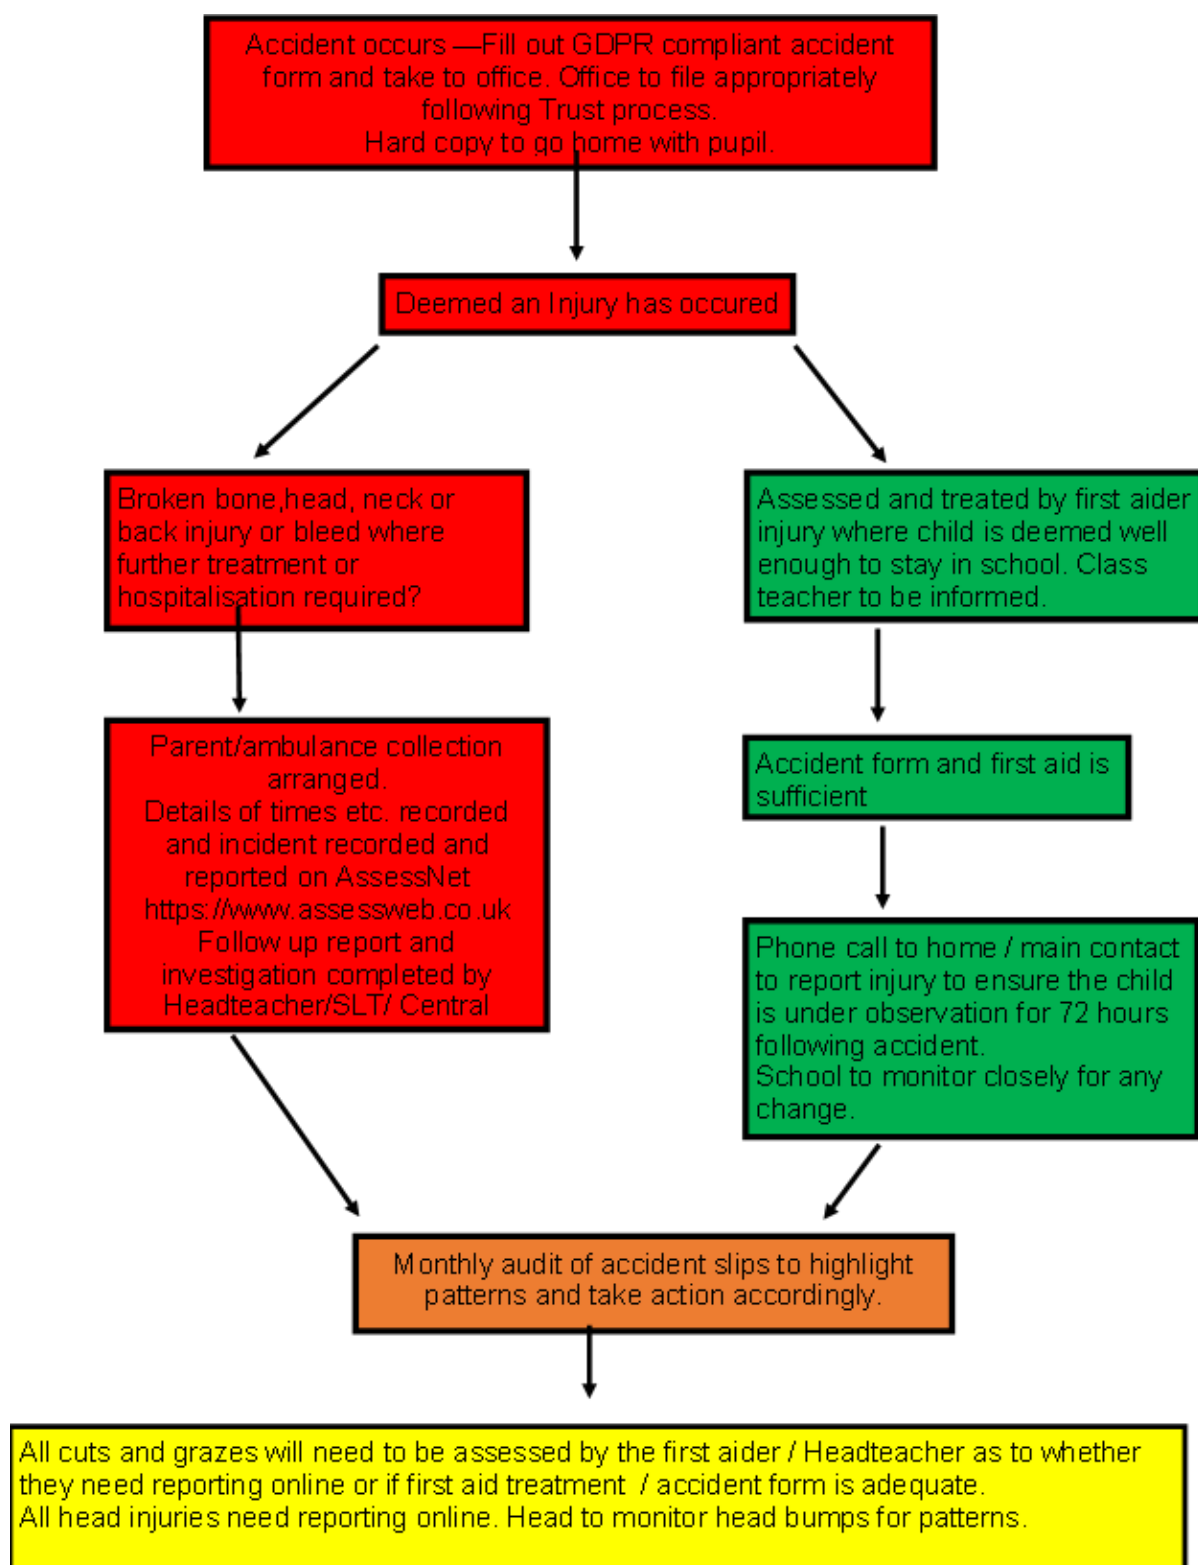 Accident occurs —Fill out GDPR compliant accident
form and take to office. Office to file appropriately
following Trust process.
Hard copy to go home with pupil.
Deemed an Injury has occured
Broken bone,head, neck or
back injury or bleed where
further treatment or
hospitalisation required?
Assessed and treated by first aider
injury where child is deemed well
enough to stay in school. Class
teacher to be informed.
Parent/ambulance collection
arranged.
Details of times etc. recorded
and incident recorded and
reported on AssessNet
https://www.assessweb.co.uk
Follow up report and
investigation completed by
Headteacher/SLT/ Central
Accident form and first aid is
sufficient
Phone call to home / main contact
to report injury to ensure the child
is under observation for 72 hours
following accident.
School to monitor closely for any
change.
Monthly audit of accident slips to highlight
patterns and take action accordingly.
All cuts and grazes will need to be assessed by the first aider / Headteacher as to whether
they need reporting online or if first aid treatment  / accident form is adequate.
All head injuries need reporting online. Head to monitor head bumps for patterns.